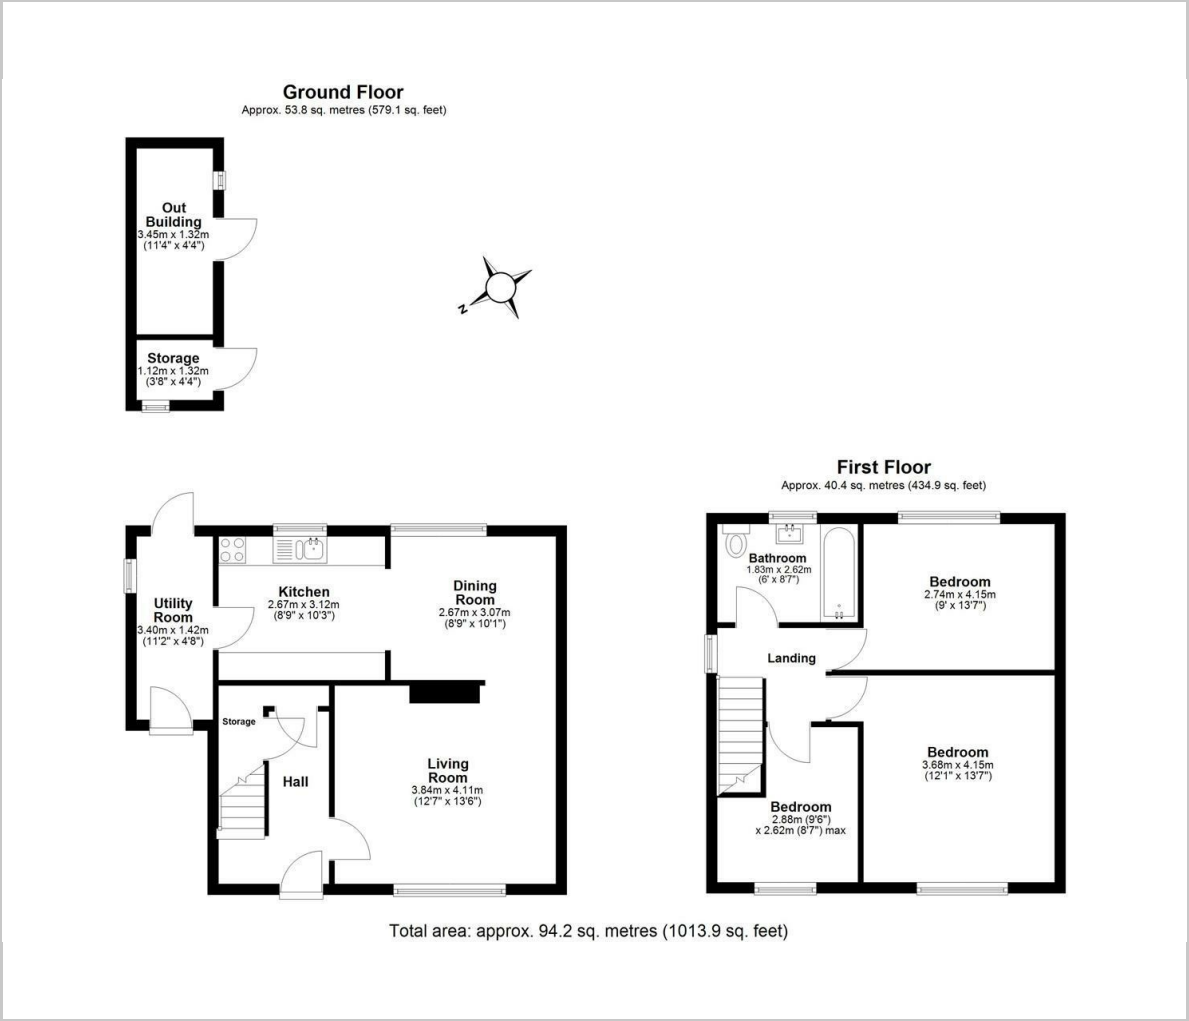 Ground Floor
Approx. 53.8 sq. metres (579.1 sq. feet)
Out
Building
3.45m x 1.32m
(11'4" x 4'4")
Storage
1.12m x 1.32m
(3'8" x 4'4")
N
Utility
Room
3.40m x 1.42m
(11'2" x 4'8")
Kitchen
2.67m x 3.12m
(8'9" x 10'3")
Dining
Room
2.67m x 3.07m
(8'9" x 10'1")
Storage
Hall
Living
Room
3.84m x 4.11m
(12'7" x 13'6")
First Floor
Approx. 40.4 sq. metres (434.9 sq. feet)
Bathroom
1.83m x 2.62m
(6' x 8'7")
Bedroom
2.74m x 4.15m
(9' x 13'7")
Landing
Bedroom
3.68m x 4.15m
(12'1" x 13'7")
Bedroom
2.88m (9'6")
x 2.62m (8'7") max
Total area: approx. 94.2 sq. metres (1013.9 sq. feet)